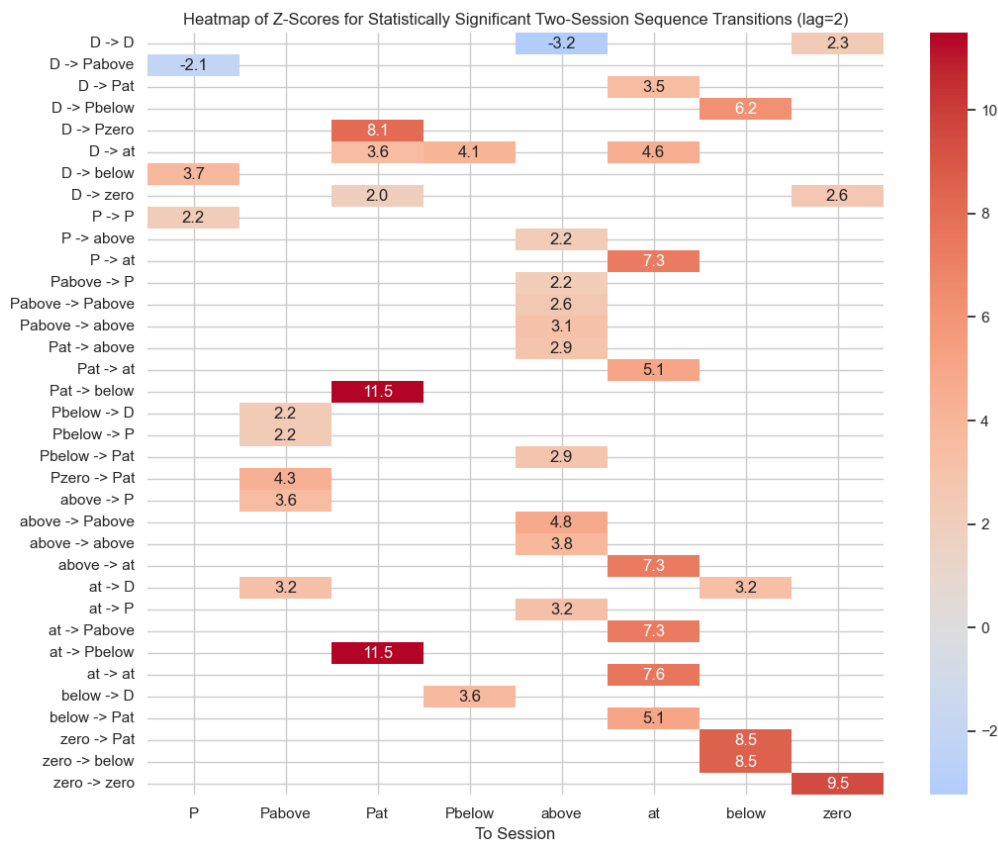 Heatmap of Z-Scores for Statistically Significant Two-Session Sequence Transitions (lag=2)
D -> D -3.2 2.3
D -> Pabove -2.1
D -> Pat 3.5
D -> Pbelow 6.2
D -> Pzero 8.1
D -> at 3.6 4.1 4.6
D -> below 3.7
D -> zero 2.0 2.6
P -> P 2.2
P -> above 2.2
P -> at 7.3
Pabove -> P 2.2
Pabove -> Pabove 2.6
Pabove -> above 3.1
Pat -> above 2.9
Pat -> at 5.1
Pat -> below 11.5
Pbelow -> D 2.2
Pbelow -> P 2.2
Pbelow -> Pat 2.9
Pzero -> Pat 4.3
above -> P 3.6
above -> Pabove 4.8
above -> above 3.8
above -> at 7.3
at -> D 3.2 3.2
at -> P 3.2
at -> Pabove 7.3
at -> Pbelow 11.5
at -> at 7.6
below -> D 3.6
below -> Pat 5.1
zero -> Pat 8.5
zero -> below 8.5
zero -> zero 9.5
P Pabove Pat Pbelow above at below zero
To Session
10
8
6
4
2
0
−2